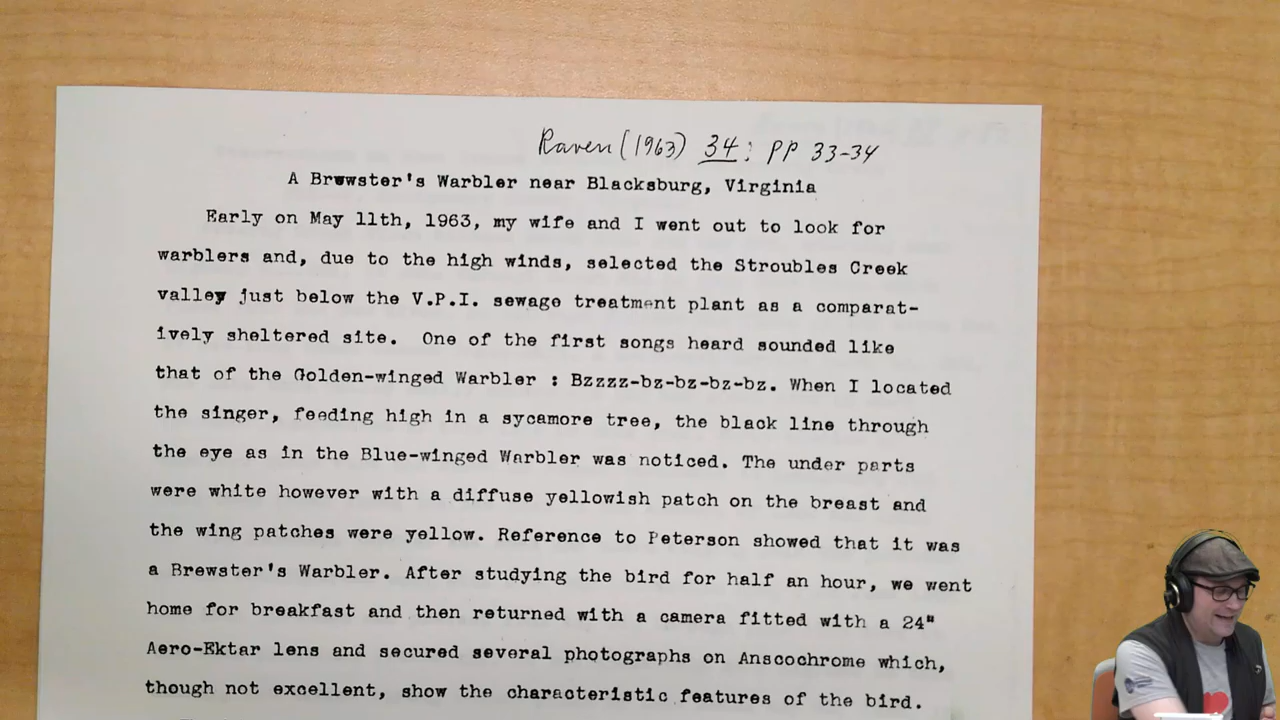 Raven (1963) 34: pp 33-34
A Brewster's Warbler near Blacksburg, Virginia
Early on May 11th, 1963, my wife and I went out to look for
warblers and, due to the high winds, selected the Stroubles Creek
valley just below the V.P.I. sewage treatment plant as a comparat-
ively sheltered site. One of the first songs heard sounded like
that of the Golden-winged Warbler : Bzzzz-bz-bz-bz-bz. When I located
the singer, feeding high in a sycamore tree, the black line through
the eye as in the Blue-winged Warbler was noticed. The under parts
were white however with a diffuse yellowish patch on the breast and
the wing patches were yellow. Reference to Peterson showed that it was
a Brewster's Warbler. After studying the bird for half an hour, we went
home for breakfast and then returned with a camera fitted with a 24"
Aero-Ektar lens and secured several photographs on Anscochrome which,
though not excellent, show the characteristic features of the bird.